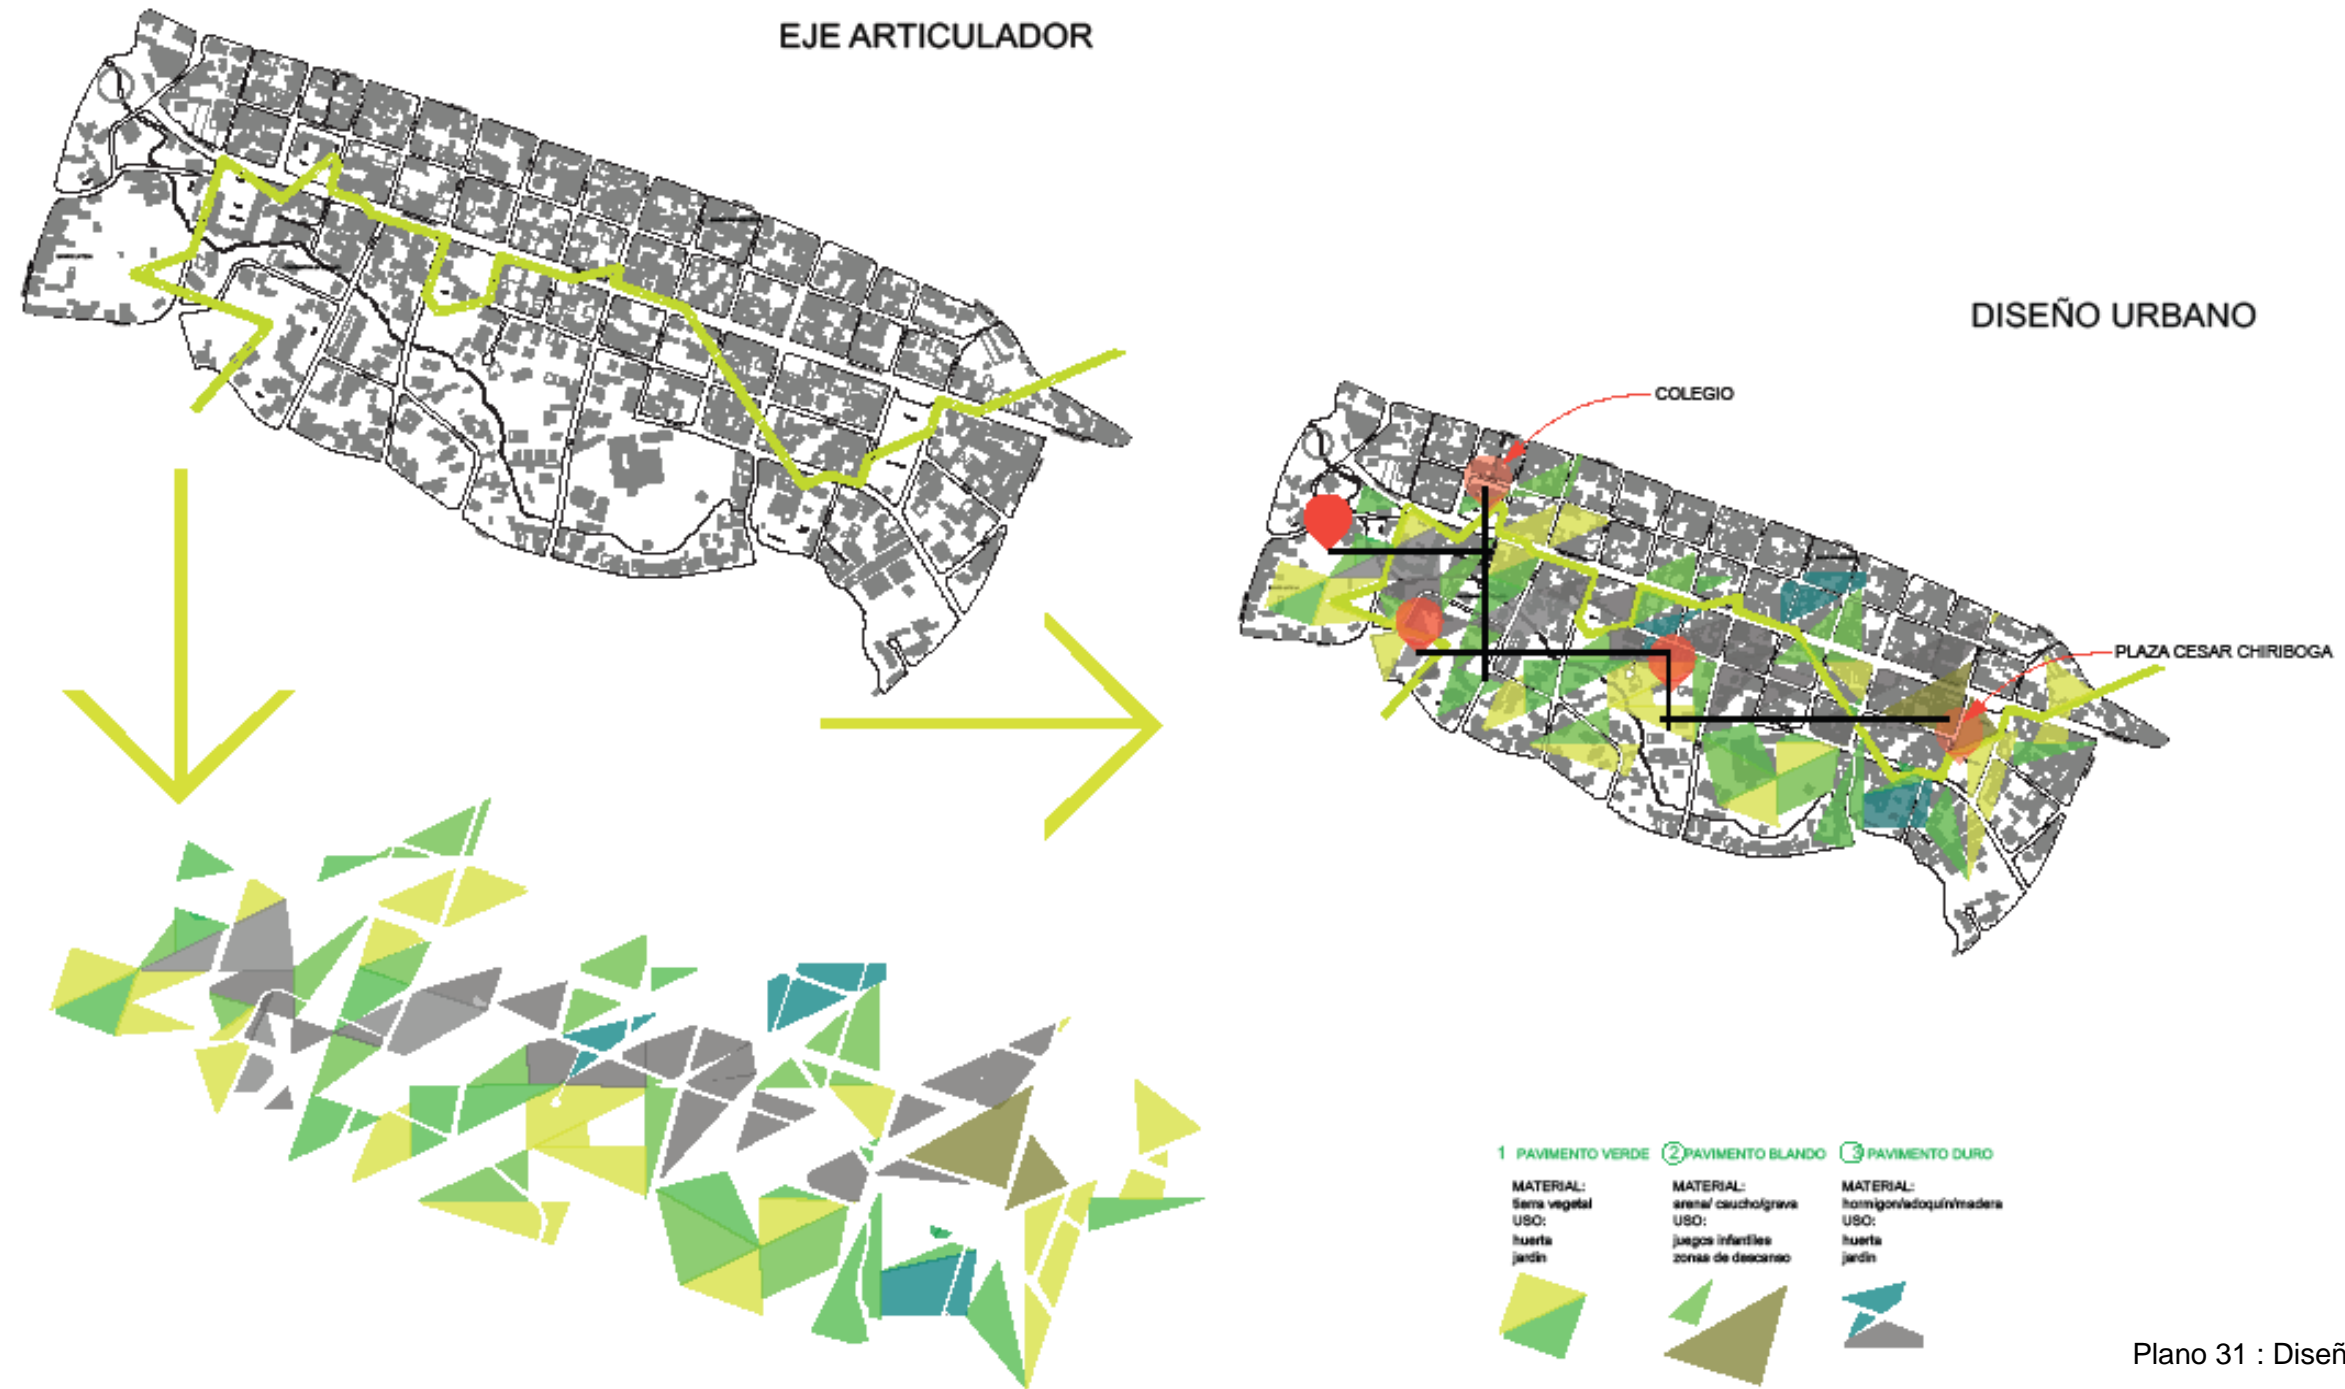 EJE ARTICULADOR
DISEÑO URBANO
COLEGIO
PLAZA CESAR CHIRIBOGA
1 PAVIMENTO VERDE
MATERIAL:
tierra vegetal
USO:
huerta
jardin
2 PAVIMENTO BLANDO
MATERIAL:
arena/ caucho/grava
USO:
juegos infantiles
zonas de descanso
3 PAVIMENTO DURO
MATERIAL:
hormigon/adoquin/madera
USO:
huerta
jardin
Plano 31 : Diseñ